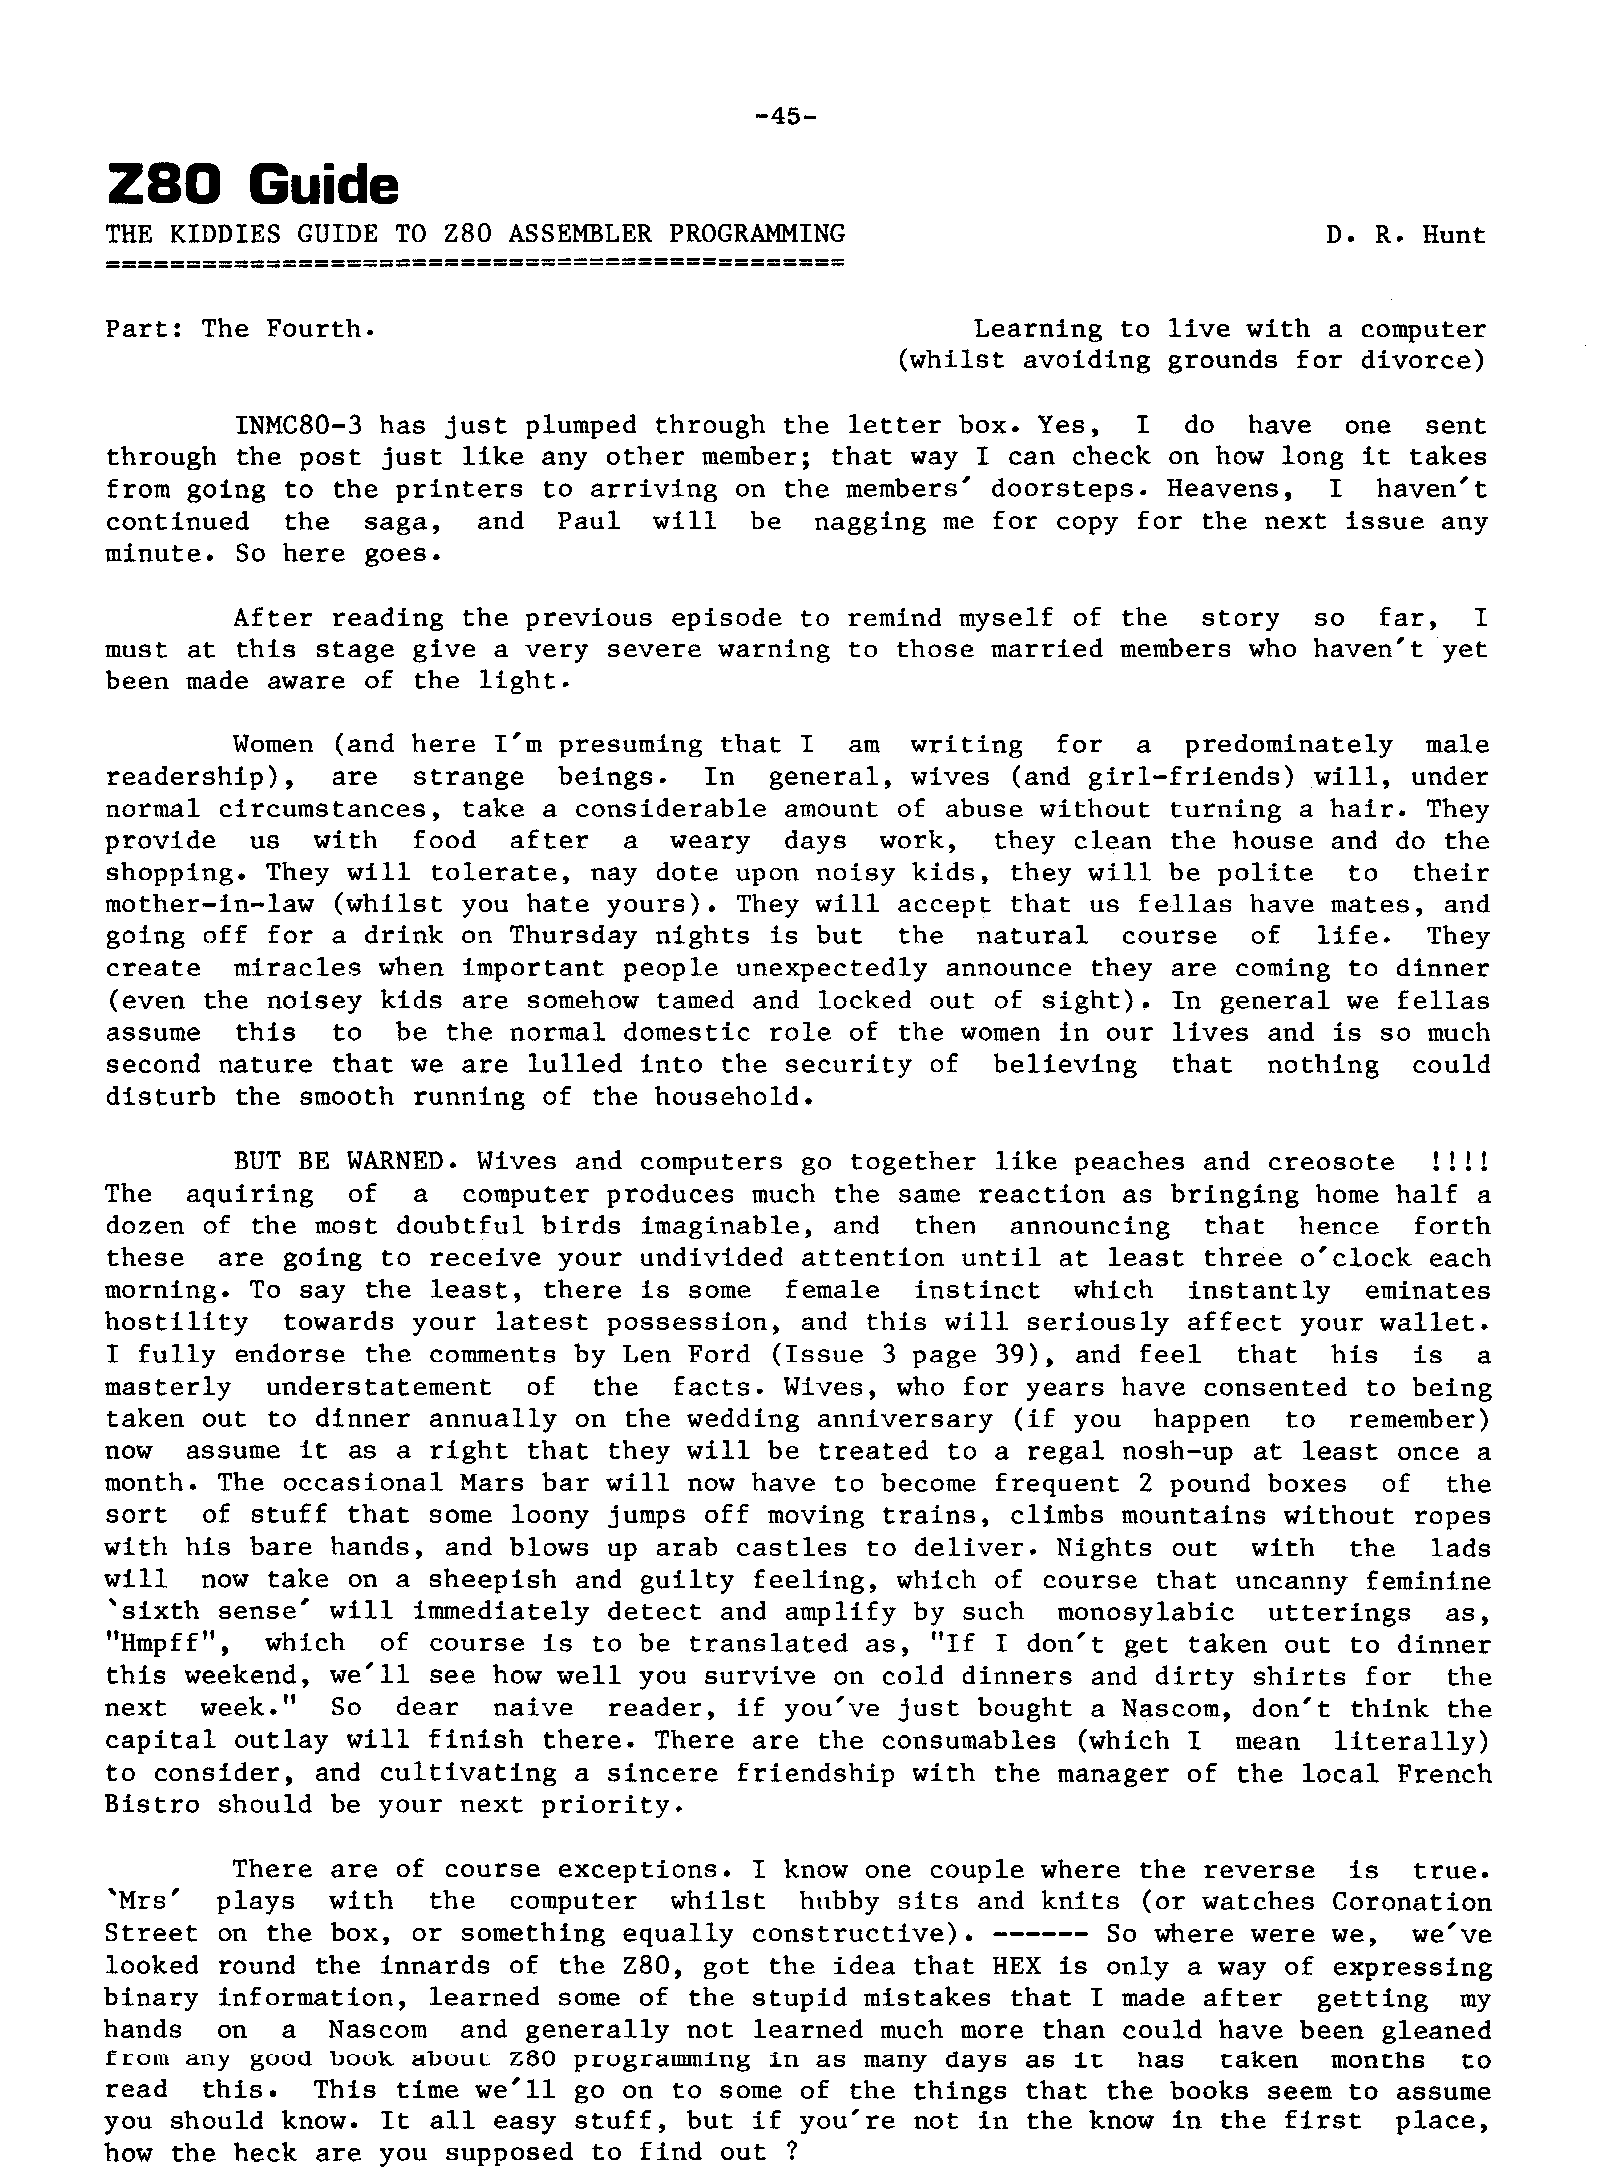 -45-
Z80 Guide
THE KIDDIES GUIDE TO Z80 ASSEMBLER PROGRAMMING D. R. Hunt
==============================================
Part: The Fourth. Learning to live with a computer
(whilst avoiding grounds for divorce)
INMC80-3 has just plumped through the letter box. Yes, I do have one sent
through the post just like any other member; that way I can check on how long it takes
from going to the printers to arriving on the members' doorsteps. Heavens, I haven't
continued the saga, and Paul will be nagging me for copy for the next issue any
minute. So here goes.
After reading the previous episode to remind myself of the story so far, I
must at this stage give a very severe warning to those married members who haven't yet
been made aware of the light.
Women (and here I'm presuming that I am writing for a predominately male
readership), are strange beings. In general, wives (and girl-friends) will, under
normal circumstances, take a considerable amount of abuse without turning a hair. They
provide us with food after a weary days work, they clean the house and do the
shopping. They will tolerate, nay dote upon noisy kids, they will be polite to their
mother-in-law (whilst you hate yours). They will accept that us fellas have mates, and
going off for a drink on Thursday nights is but the natural course of life. They
create miracles when important people unexpectedly announce they are coming to dinner
(even the noisey kids are somehow tamed and locked out of sight). In general we fellas
assume this to be the normal domestic role of the women in our lives and is so much
second nature that we are lulled into the security of believing that nothing could
disturb the smooth running of the household.
BUT BE WARNED. Wives and computers go together like peaches and creosote !!!!
The aquiring of a computer produces much the same reaction as bringing home half a
dozen of the most doubtful birds imaginable, and then announcing that hence forth
these are going to receive your undivided attention until at least three o'clock each
morning. To say the least, there is some female instinct which instantly eminates
hostility towards your latest possession, and this will seriously affect your wallet.
I fully endorse the comments by Len Ford (Issue 3 page 39), and feel that his is a
masterly understatement of the facts. Wives, who for years have consented to being
taken out to dinner annually on the wedding anniversary (if you happen to remember)
now assume it as a right that they will be treated to a regal nosh-up at least once a
month. The occasional Mars bar will now have to become frequent 2 pound boxes of the
sort of stuff that some loony jumps off moving trains, climbs mountains without ropes
with his bare hands, and blows up arab castles to deliver. Nights out with the lads
will now take on a sheepish and guilty feeling, which of course that uncanny feminine
`sixth sense' will immediately detect and amplify by such monosylabic utterings as,
"Hmpff", which of course is to be translated as, "If I don't get taken out to dinner
this weekend, we'll see how well you survive on cold dinners and dirty shirts for the
next week." So dear naive reader, if you've just bought a Nascom, don't think the
capital outlay will finish there. There are the consumables (which I mean literally)
to consider, and cultivating a sincere friendship with the manager of the local French
Bistro should be your next priority.
There are of course exceptions. I know one couple where the reverse is true.
`Mrs' plays with the computer whilst hubby sits and knits (or watches Coronation
Street on the box, or something equally constructive). ------ So where were we, we've
looked round the innards of the Z80, got the idea that HEX is only a way of expressing
binary information, learned some of the stupid mistakes that I made after getting my
hands on a Nascom and generally not learned much more than could have been gleaned
from any good book about Z80 programming in as many days as it has taken months to
read this. This time we'll go on to some of the things that the books seem to assume
you should know. It all easy stuff, but if you're not in the know in the first place,
how the heck are you supposed to find out ?